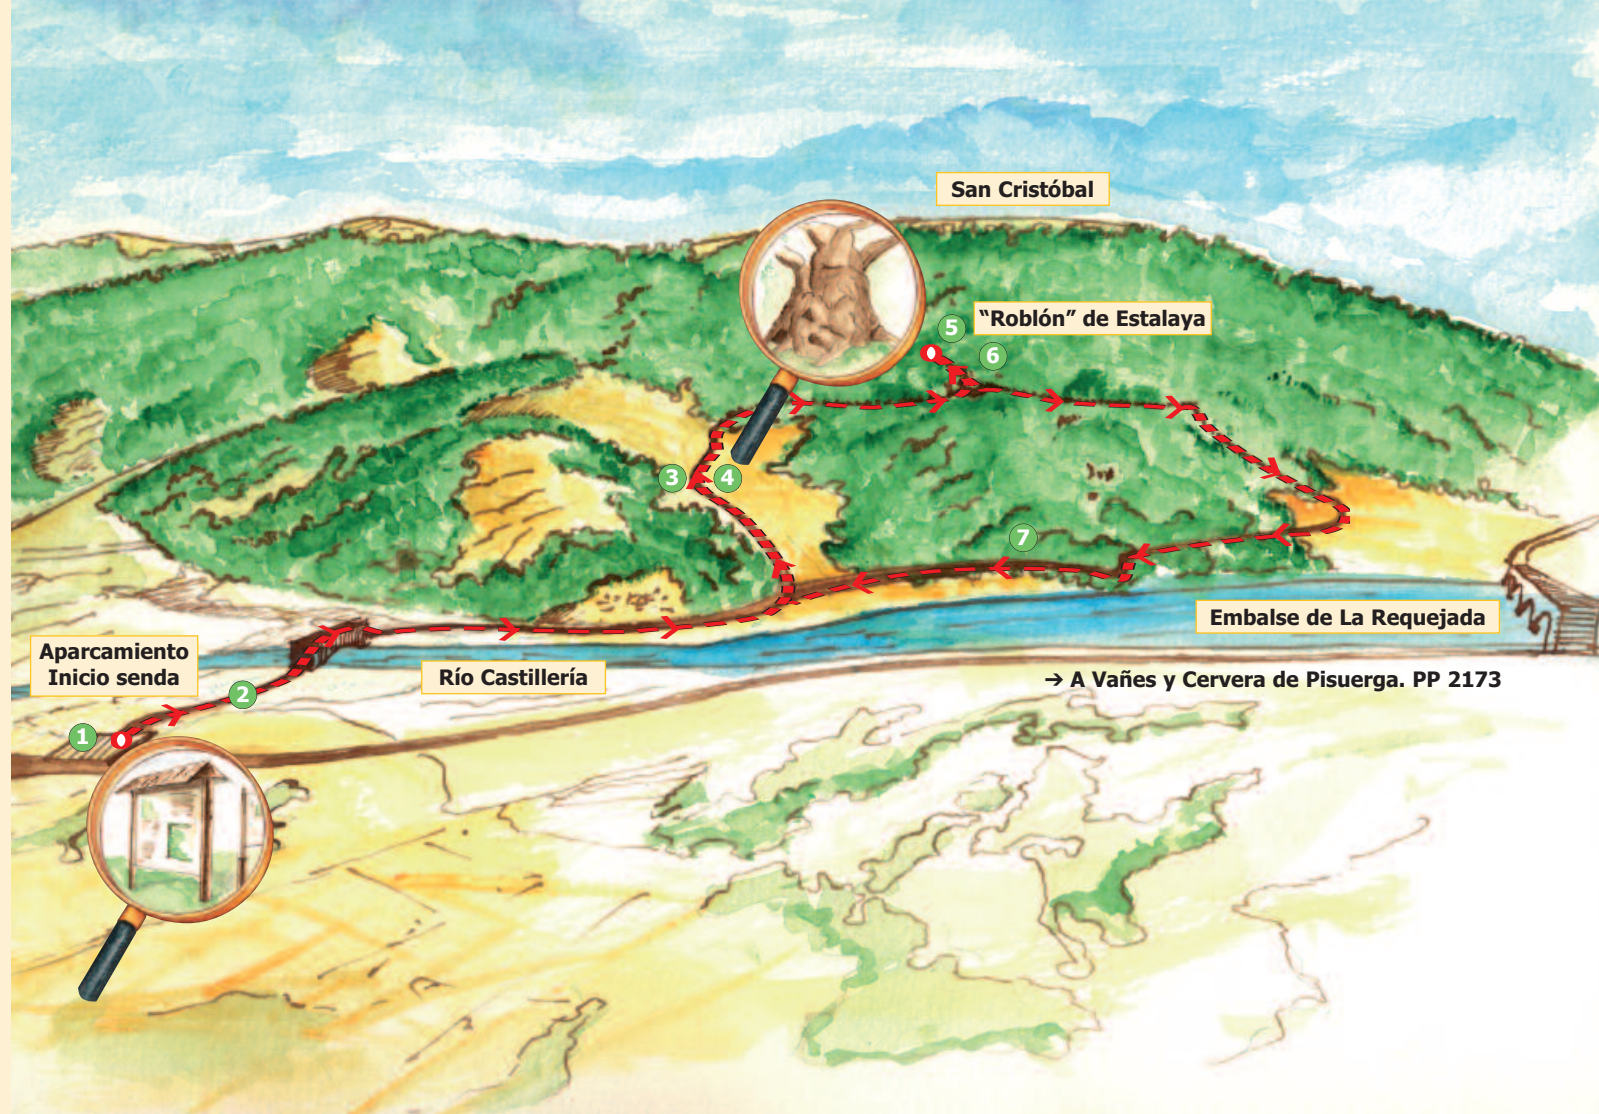 San Cristóbal
5
"Roblón" de Estalaya
6
3
4
7
Embalse de La Requejada
Aparcamiento
Inicio senda
Río Castillería
→ A Vañes y Cervera de Pisuerga. PP 2173
2
1